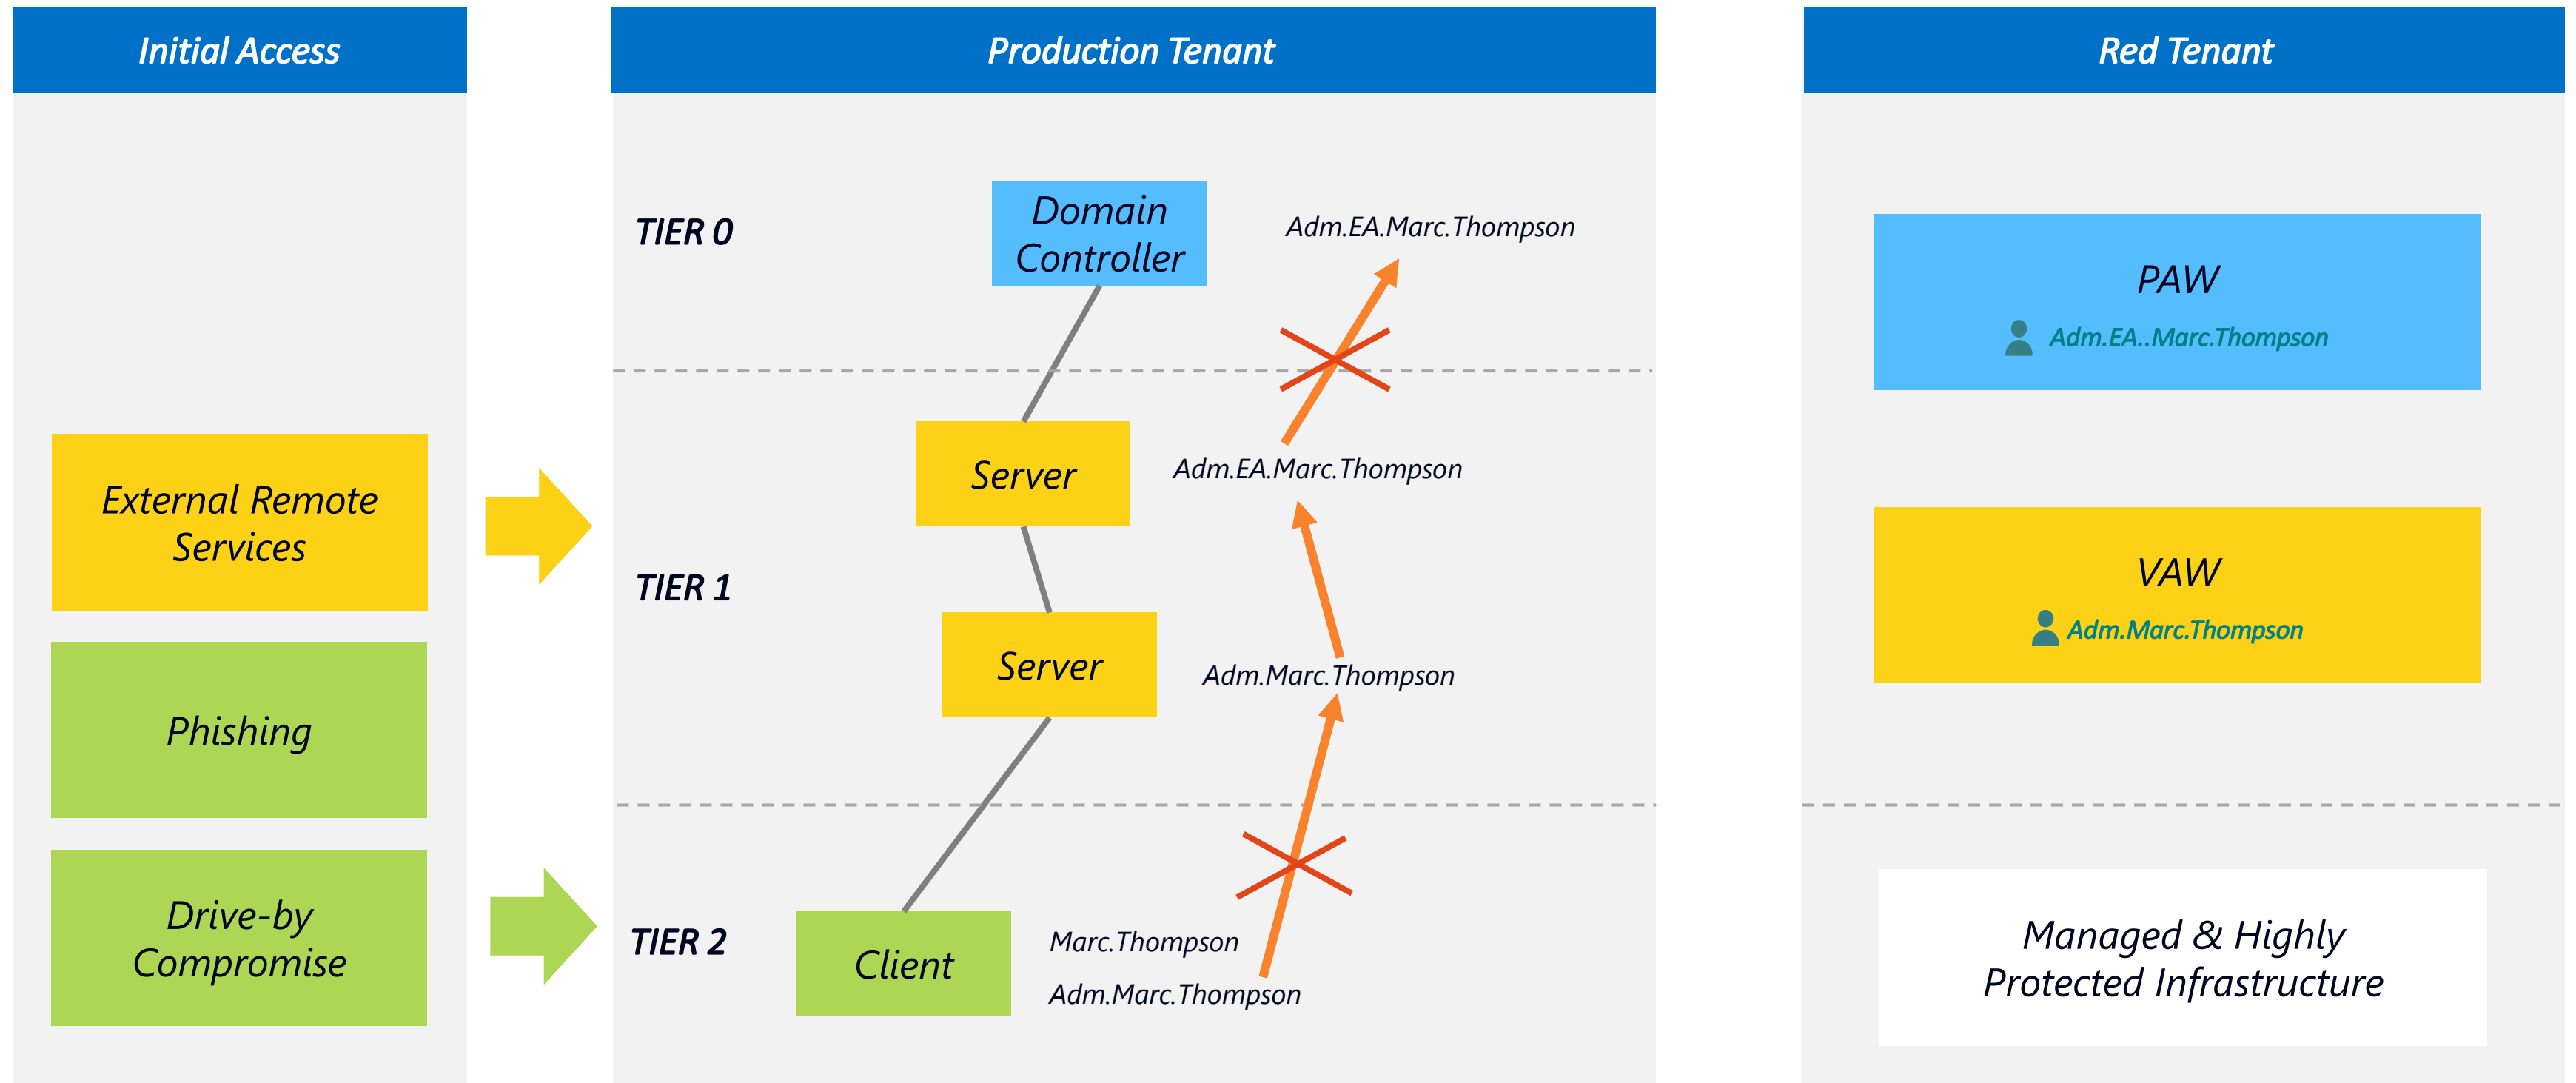 Initial Access
External Remote
Services
Phishing
Drive-by
Compromise
Production Tenant
TIER 0
Domain
Controller
Adm.EA.Marc.Thompson
TIER 1
Server
Adm.EA.Marc.Thompson
Server
Adm.Marc.Thompson
TIER 2
Client
Marc.Thompson
Adm.Marc.Thompson
Red Tenant
PAW
Adm.EA..Marc.Thompson
VAW
Adm.Marc.Thompson
Managed & Highly
Protected Infrastructure